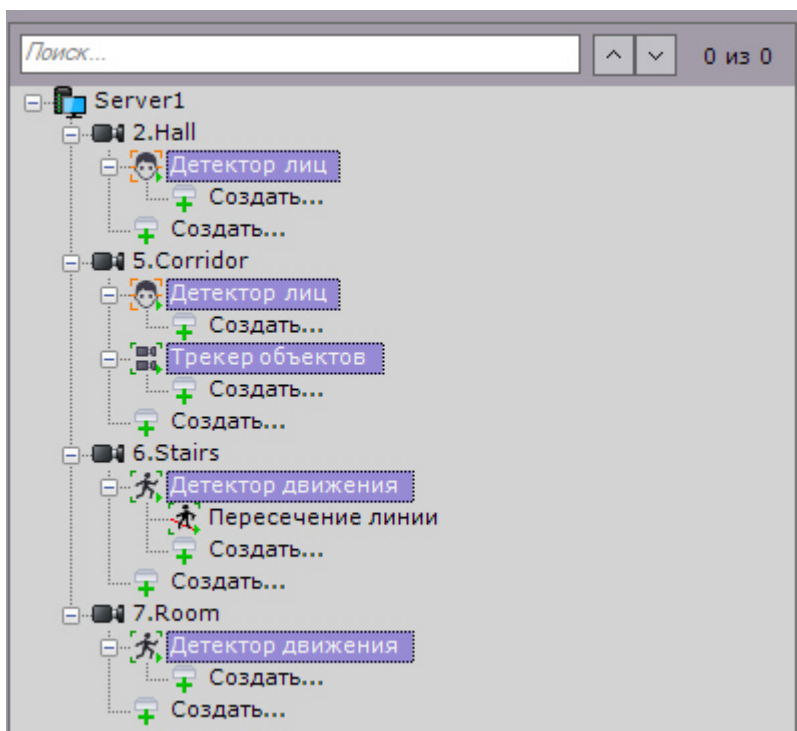 Поиск...
0 из 0
Server1
2.Hall
Детектор лиц
Создать...
Создать...
5.Corridor
Детектор лиц
Создать...
Трекер объектов
Создать...
Создать...
6.Stairs
Детектор движения
Пересечение линии
Создать...
Создать...
7.Room
Детектор движения
Создать...
Создать...